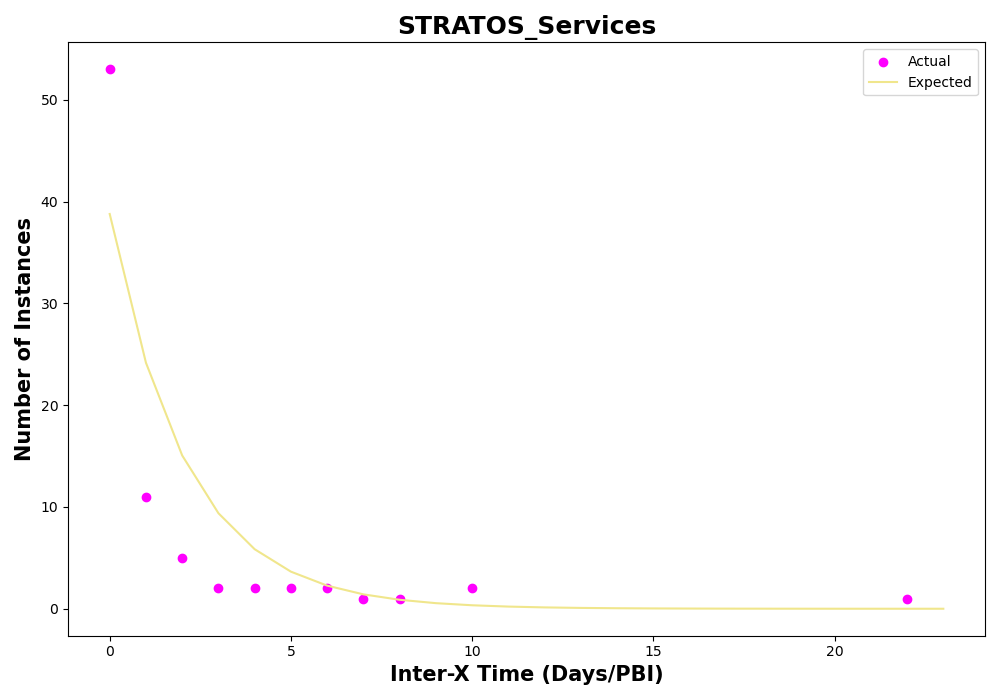 STRATOS_Services
Actual
Expected
Number of Instances
50
40
30
20
10
0
0 5 10 15 20
Inter-X Time (Days/PBI)